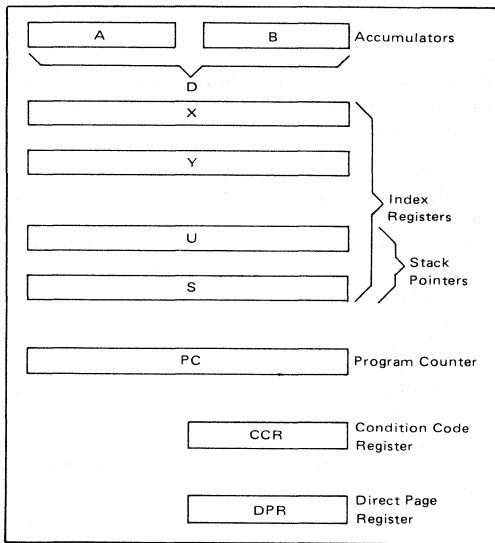 A
B
Accumulators
D
X
Y
Index
Registers
U
Stack
Pointers
S
PC
Program Counter
CCR
Condition Code
Register
DPR
Direct Page
Register